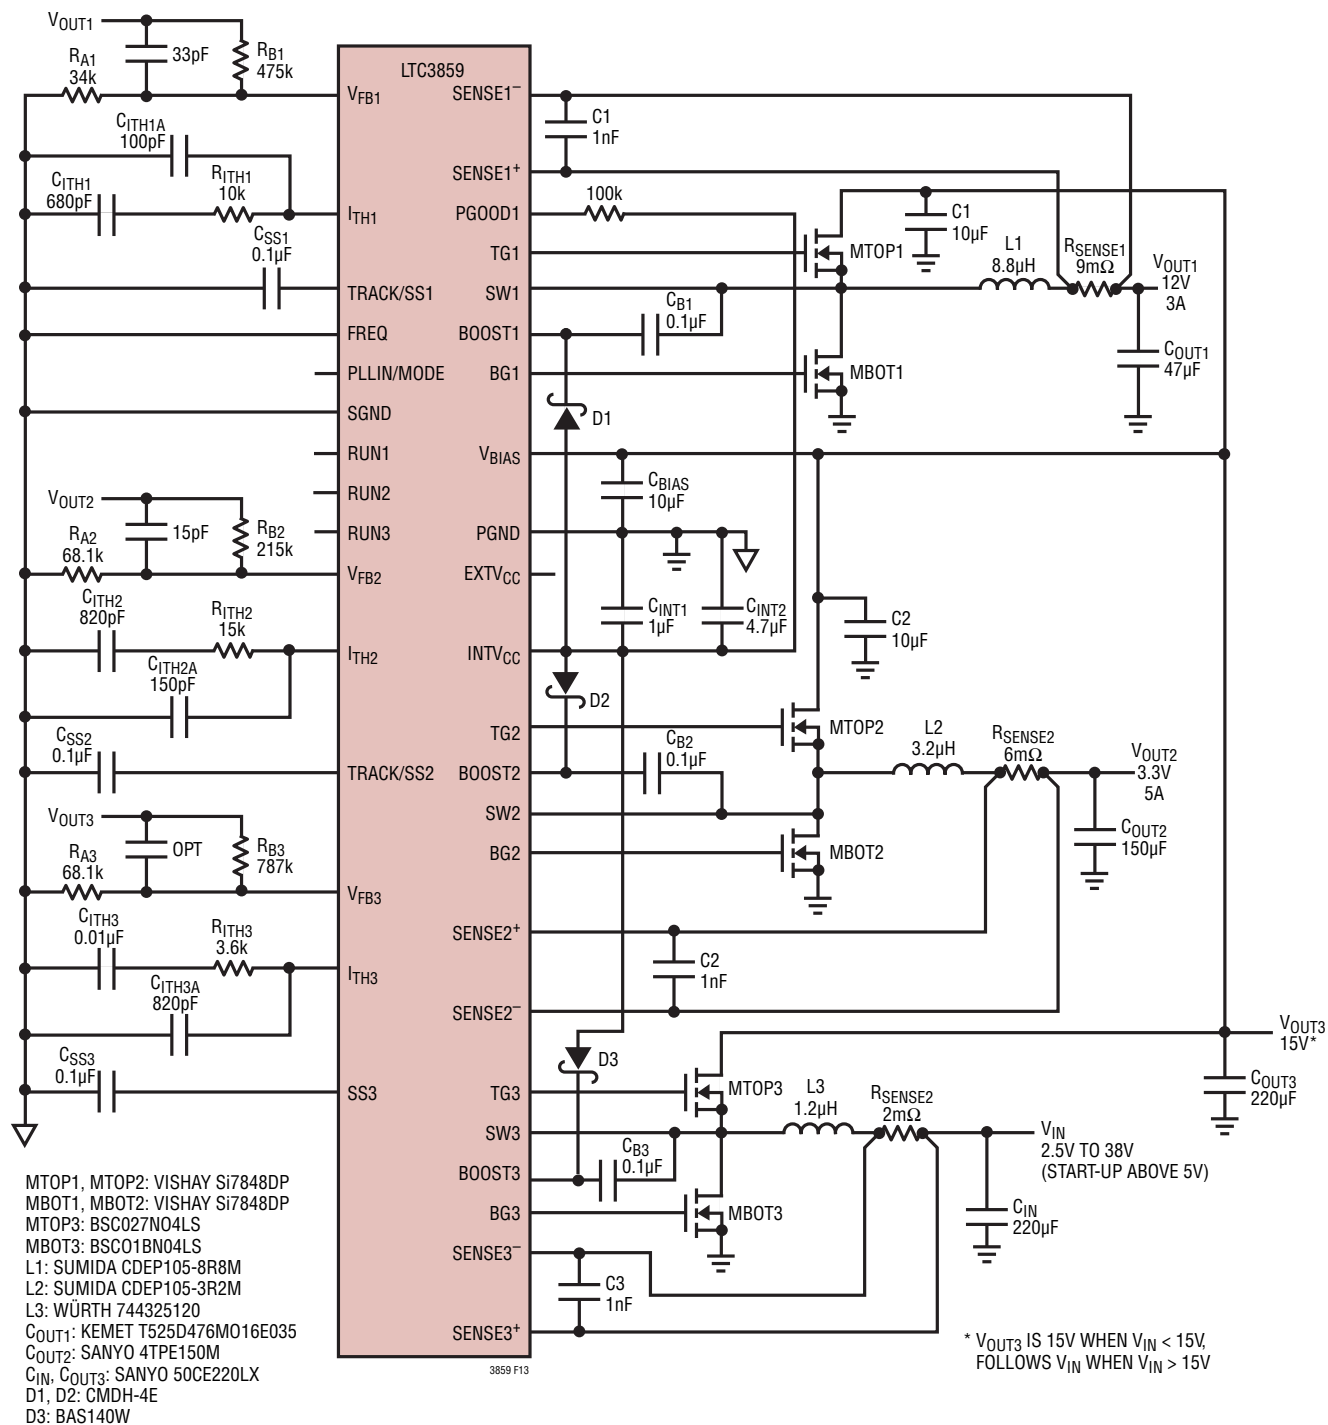 VOUT1
RA1
34k
33pF
RB1
475k
VFB1
CITH1A
100pF
CITH1
680pF
RITH1
10k
ITH1
CSS1
0.1µF
TRACK/SS1
FREQ
PLLIN/MODE
SGND
RUN1
RUN2
RUN3
VOUT2
RA2
68.1k
15pF
RB2
215k
VFB2
CITH2
820pF
RITH2
15k
ITH2
CITH2A
150pF
CSS2
0.1µF
TRACK/SS2
VOUT3
RA3
68.1k
OPT
RB3
787k
VFB3
CITH3
0.01µF
RITH3
3.6k
ITH3
CITH3A
820pF
CSS3
0.1µF
SS3
LTC3859
SENSE1–
SENSE1+
PGOOD1
TG1
SW1
BOOST1
BG1
VBIAS
PGND
EXTVCC
INTVCC
TG2
BOOST2
SW2
BG2
SENSE2+
SENSE2–
TG3
SW3
BOOST3
BG3
SENSE3–
SENSE3+
C1
1nF
100k
MTOP1
C1
10µF
L1
8.8µH
RSENSE1
9mΩ
VOUT1
12V
3A
CB1
0.1µF
COUT1
47µF
MBOT1
D1
CBIAS
10µF
CINT1
1µF
CINT2
4.7µF
C2
10µF
D2
MTOP2
L2
3.2µH
RSENSE2
6mΩ
VOUT2
3.3V
5A
CB2
0.1µF
COUT2
150µF
MBOT2
C2
1nF
D3
MTOP3
L3
1.2µH
RSENSE2
2mΩ
VOUT3
15V*
COUT3
220µF
VIN
2.5V TO 38V
(START-UP ABOVE 5V)
CB3
0.1µF
MBOT3
CIN
220µF
C3
1nF
MTOP1, MTOP2: VISHAY Si7848DP
MBOT1, MBOT2: VISHAY Si7848DP
MTOP3: BSC027NO4LS
MBOT3: BSCO1BN04LS
L1: SUMIDA CDEP105-8R8M
L2: SUMIDA CDEP105-3R2M
L3: WÜRTH 744325120
COUT1: KEMET T525D476MO16E035
COUT2: SANYO 4TPE150M
CIN, COUT3: SANYO 50CE220LX
D1, D2: CMDH-4E
D3: BAS140W
3859 F13
* VOUT3 IS 15V WHEN VIN < 15V,
FOLLOWS VIN WHEN VIN > 15V